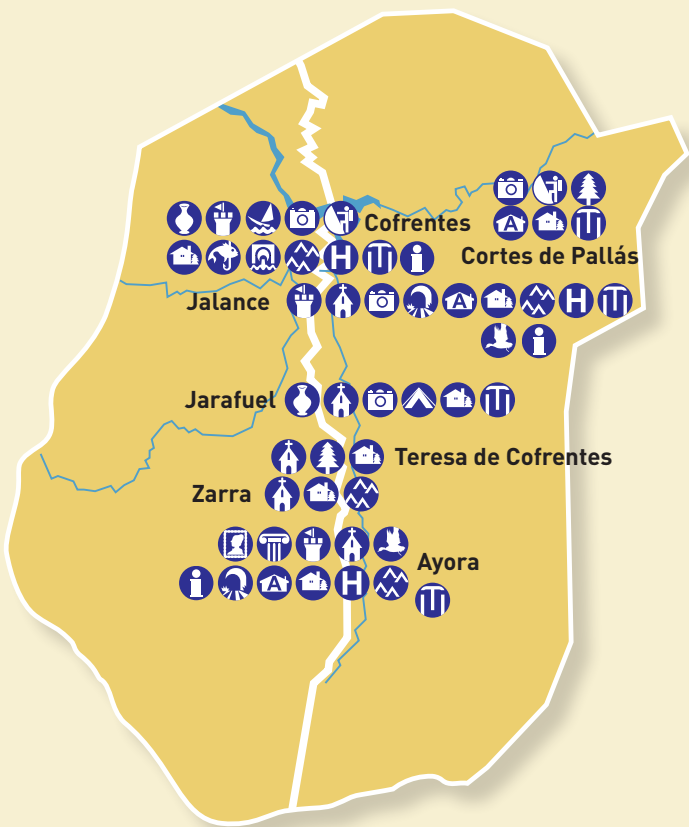 Cofrentes
Cortes de Pallás
A
H
i
Jalance
A
H
i
Jarafuel
Teresa de Cofrentes
Zarra
Ayora
i
A
H